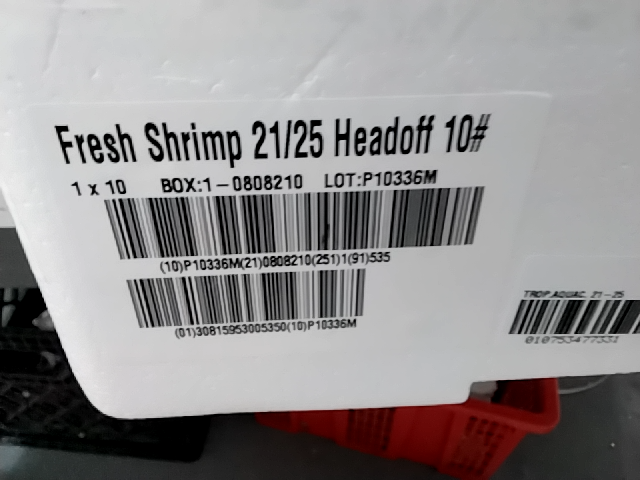 Fresh Shrimp 21/25 Headoff 10#
1 x 10 BOX:1-0808210 LOT:P10336M
(10)P10336M(21)0808210(251)1(91)535
(01)30815953005350(10)P10336M
TROP.AQUAC. 21-25
010753477331